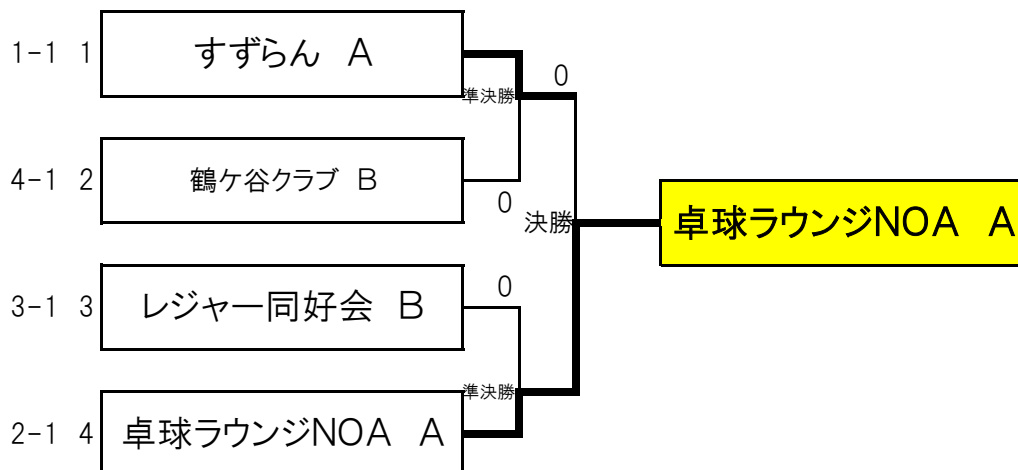 1-1 1 すずらん A
0
準決勝
4-1 2 鶴ケ谷クラブ B
0
決勝
卓球ラウンジNOA A
0
3-1 3 レジャー同好会 B
準決勝
2-1 4 卓球ラウンジNOA A